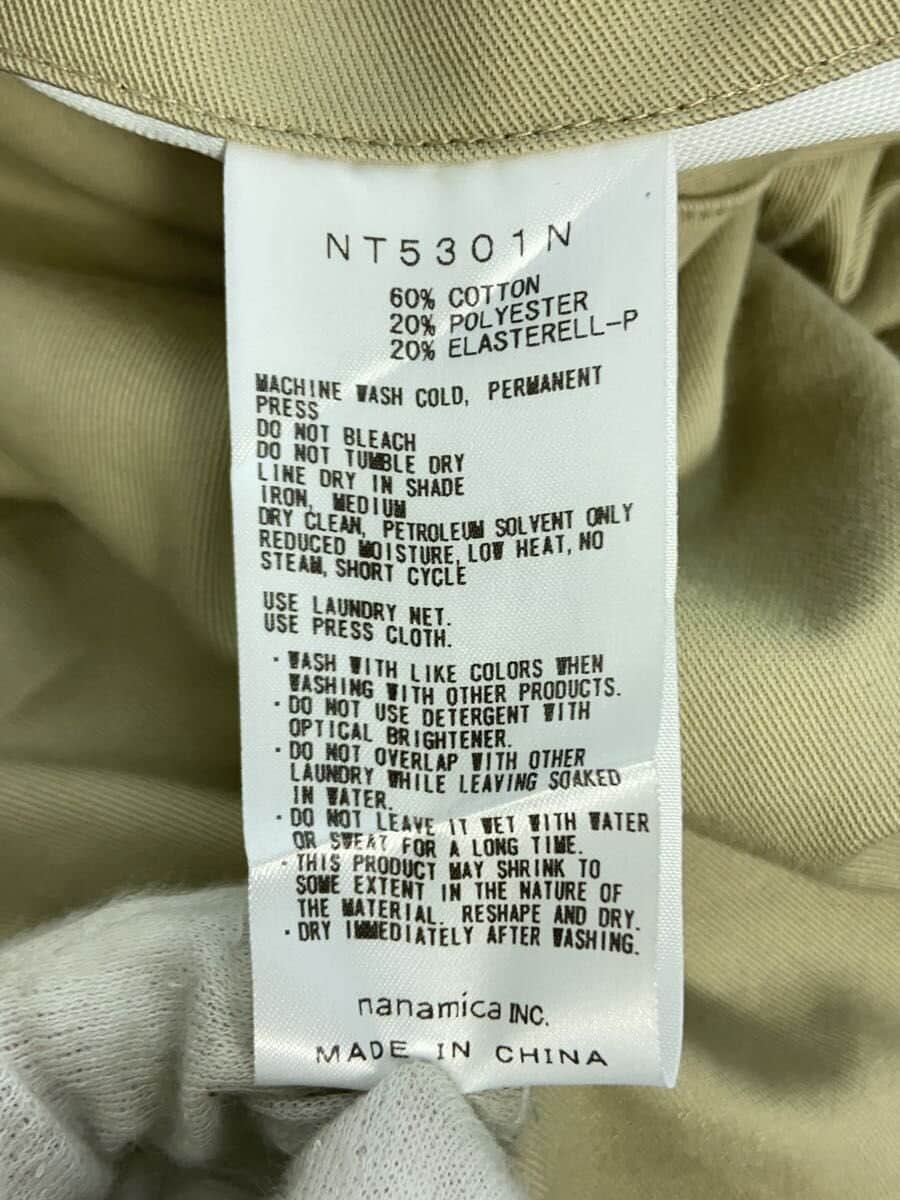 NT5301N
60% COTTON
20% POLYESTER
20% ELASTERELL-P
MACHINE WASH COLD, PERMANENT
PRESS
DO NOT BLEACH
DO NOT TUMBLE DRY
LINE DRY IN SHADE
IRON, MEDIUM
DRY CLEAN, PETROLEUM SOLVENT ONLY
REDUCED MOISTURE, LOW HEAT, NO
STEAM, SHORT CYCLE
USE LAUNDRY NET.
USE PRESS CLOTH.
・WASH WITH LIKE COLORS WHEN
WASHING WITH OTHER PRODUCTS.
・DO NOT USE DETERGENT WITH
OPTICAL BRIGHTENER.
・DO NOT OVERLAP WITH OTHER
LAUNDRY WHILE LEAVING SOAKED
IN WATER.
・DO NOT LEAVE IT WET WITH WATER
OR SWEAT FOR A LONG TIME.
・THIS PRODUCT MAY SHRINK TO
SOME EXTENT IN THE NATURE OF
THE MATERIAL. RESHAPE AND DRY.
・DRY IMMEDIATELY AFTER WASHING.
nanamica INC.
MADE IN CHINA